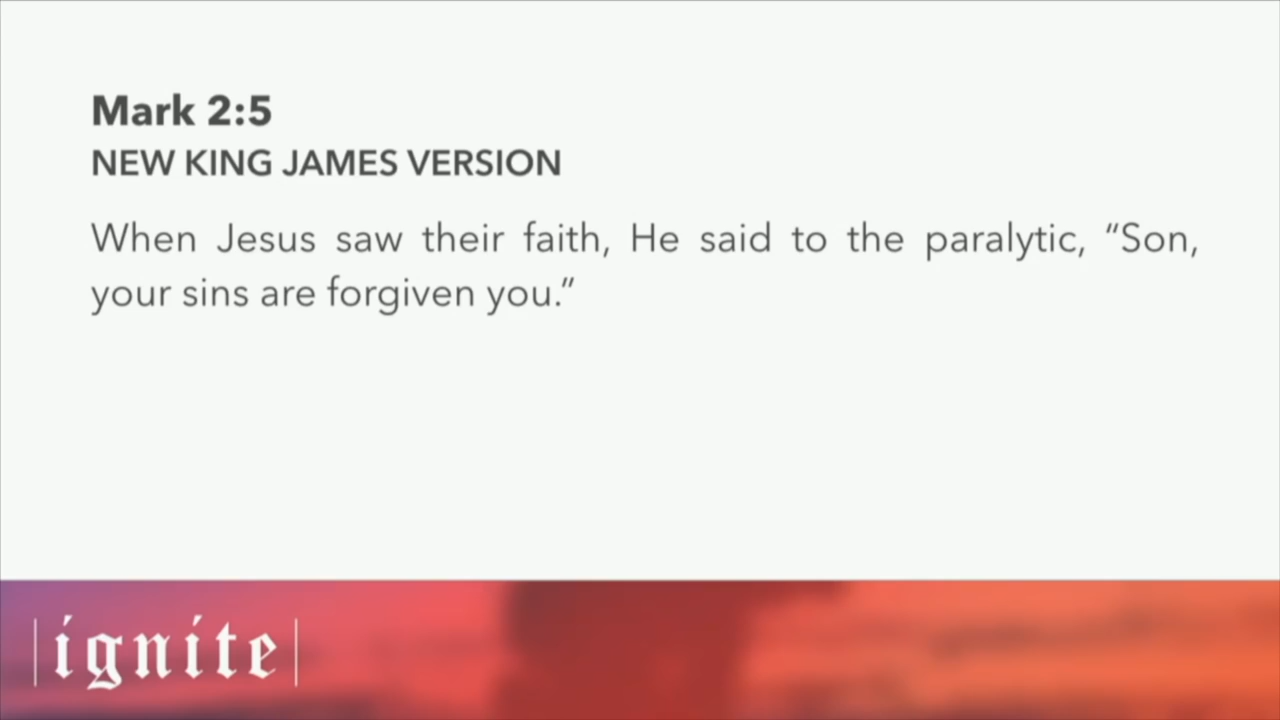 Mark 2:5
NEW KING JAMES VERSION
When Jesus saw their faith, He said to the paralytic, “Son,
your sins are forgiven you.”
|ignite|